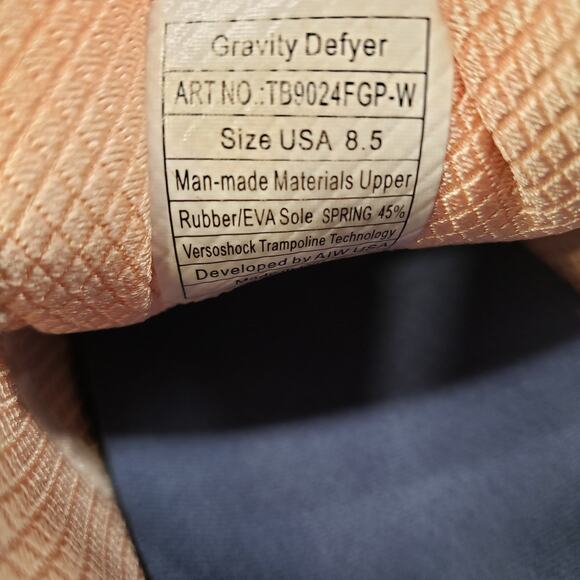 Gravity Defyer
ART NO.:TB9024FGP-W
Size USA 8.5
Man-made Materials Upper
Rubber/EVA Sole SPRING 45%
Versoshock Trampoline Technology
Developed by AIW USA